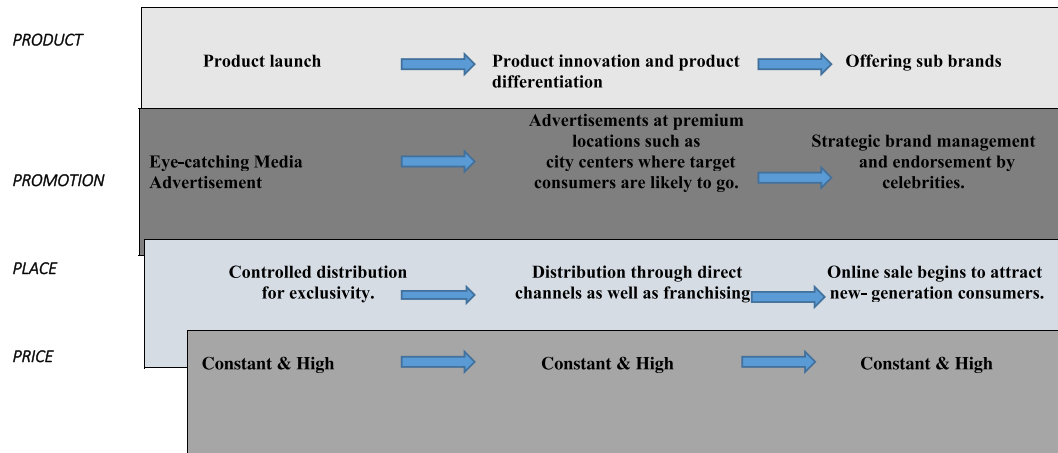 PRODUCT
Product launch
Product innovation and product
differentiation
Offering sub brands
PROMOTION
Eye-catching Media
Advertisement
Advertisements at premium
locations such as
city centers where target
consumers are likely to go.
Strategic brand management
and endorsement by
celebrities.
PLACE
Controlled distribution
for exclusivity.
Distribution through direct
channels as well as franchising
Online sale begins to attract
new- generation consumers.
PRICE
Constant & High
Constant & High
Constant & High